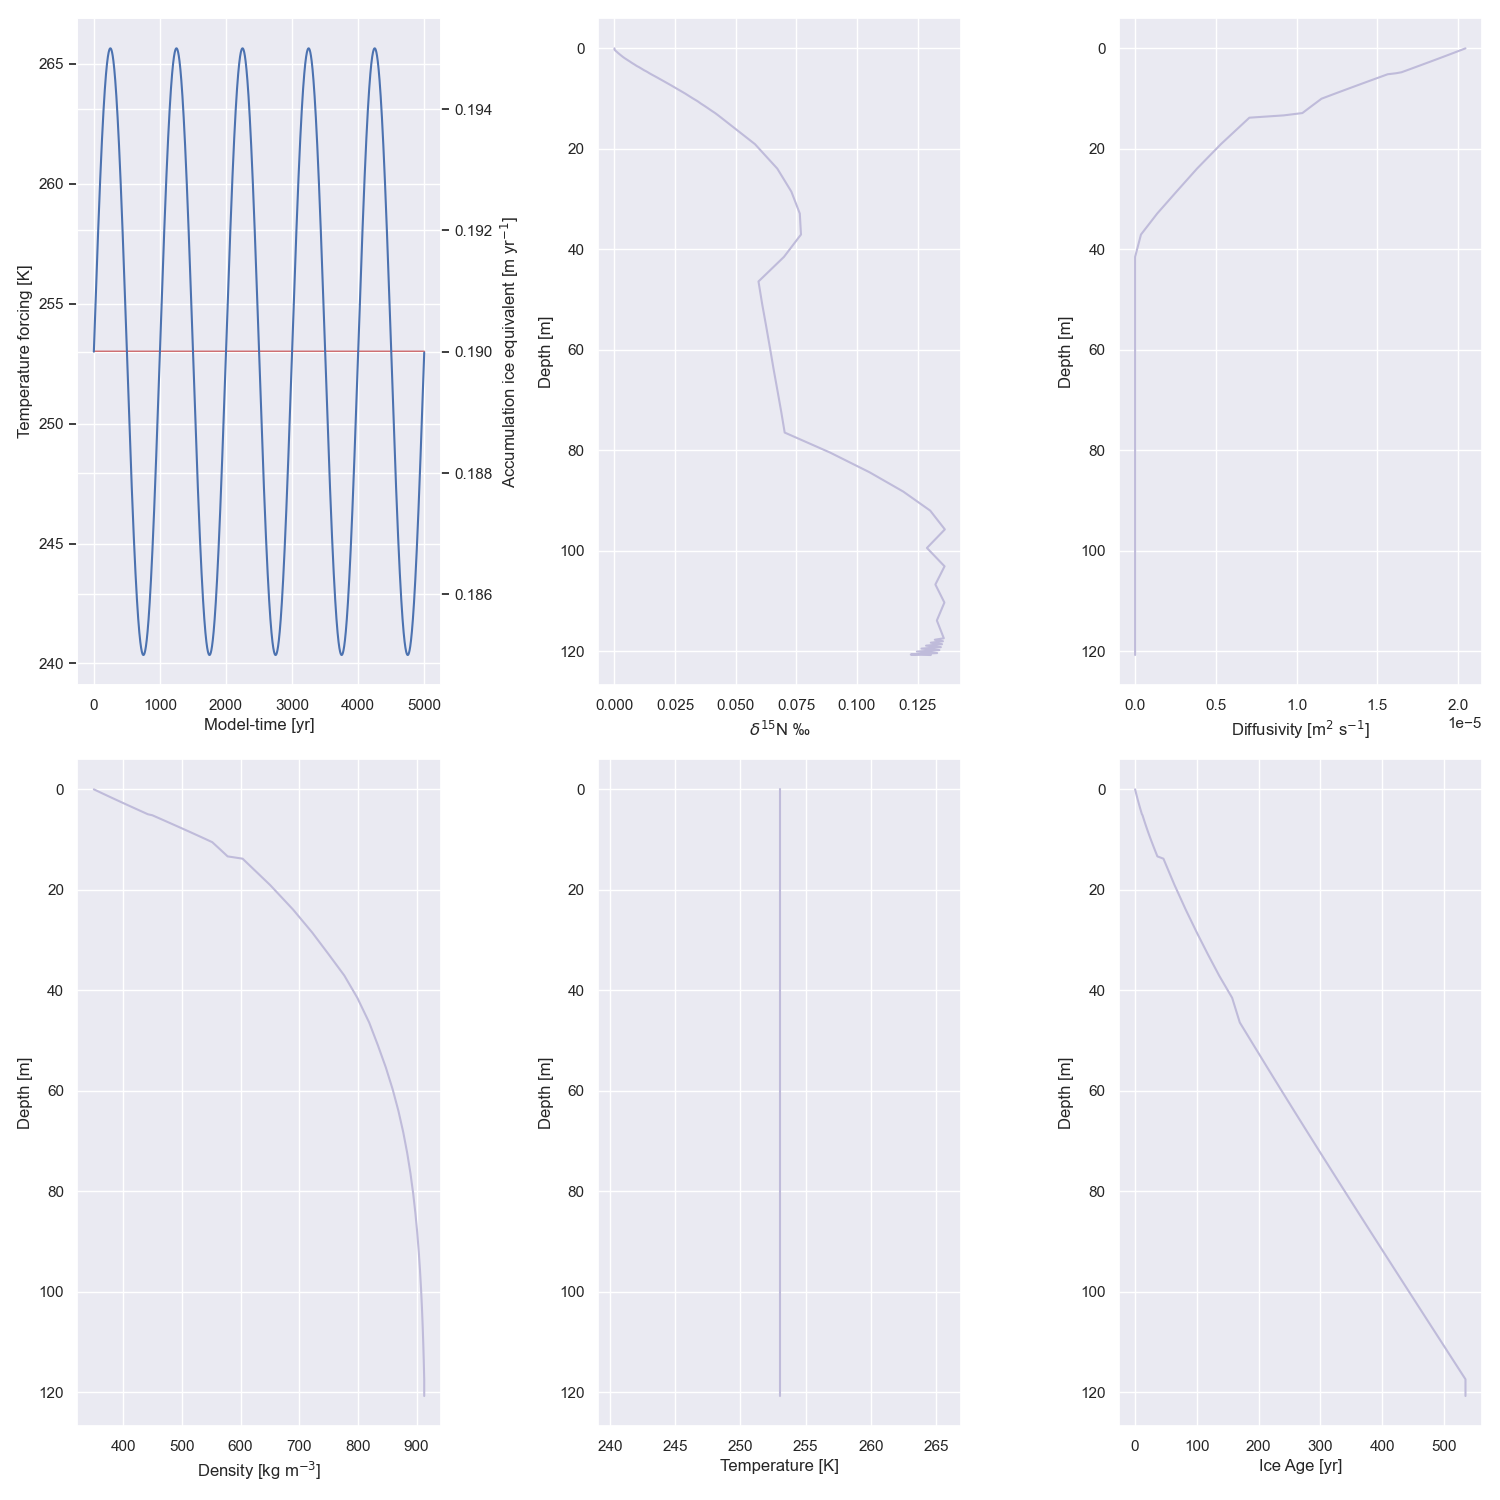 Temperature forcing [K]
265
260
255
250
245
240
0 1000 2000 3000 4000 5000
Model-time [yr]
0.194
0.192
0.190
0.188
0.186
Accumulation ice equivalent [m yr⁻¹]
Depth [m]
0
20
40
60
80
100
120
0.000 0.025 0.050 0.075 0.100 0.125
δ¹⁵N ‰
Depth [m]
0
20
40
60
80
100
120
0.0 0.5 1.0 1.5 2.0
1e−5
Diffusivity [m² s⁻¹]
Depth [m]
0
20
40
60
80
100
120
400 500 600 700 800 900
Density [kg m⁻³]
Depth [m]
0
20
40
60
80
100
120
240 245 250 255 260 265
Temperature [K]
Depth [m]
0
20
40
60
80
100
120
0 100 200 300 400 500
Ice Age [yr]